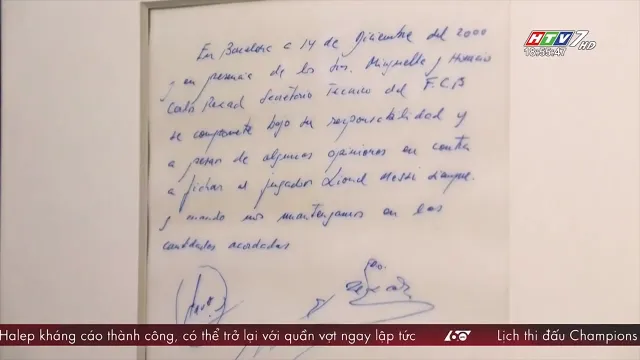 HTV7 HD
18:55:47
En Barcelona a 14 de Diciembre del 2000
y en presencia de los Srs. Minguella y Horacio
Carlos Rexach Secretario Tecnico del F.C.B
se compromete bajo su responsabilidad y
a pesar de algunas opiniones en contra
a fichar al jugador Lionel Messi siempre
y cuando nos mantengamos en las
cantidades acordadas
Halep kháng cáo thành công, có thể trở lại với quần vợt ngay lập tức 60 Lịch thi đấu Champions